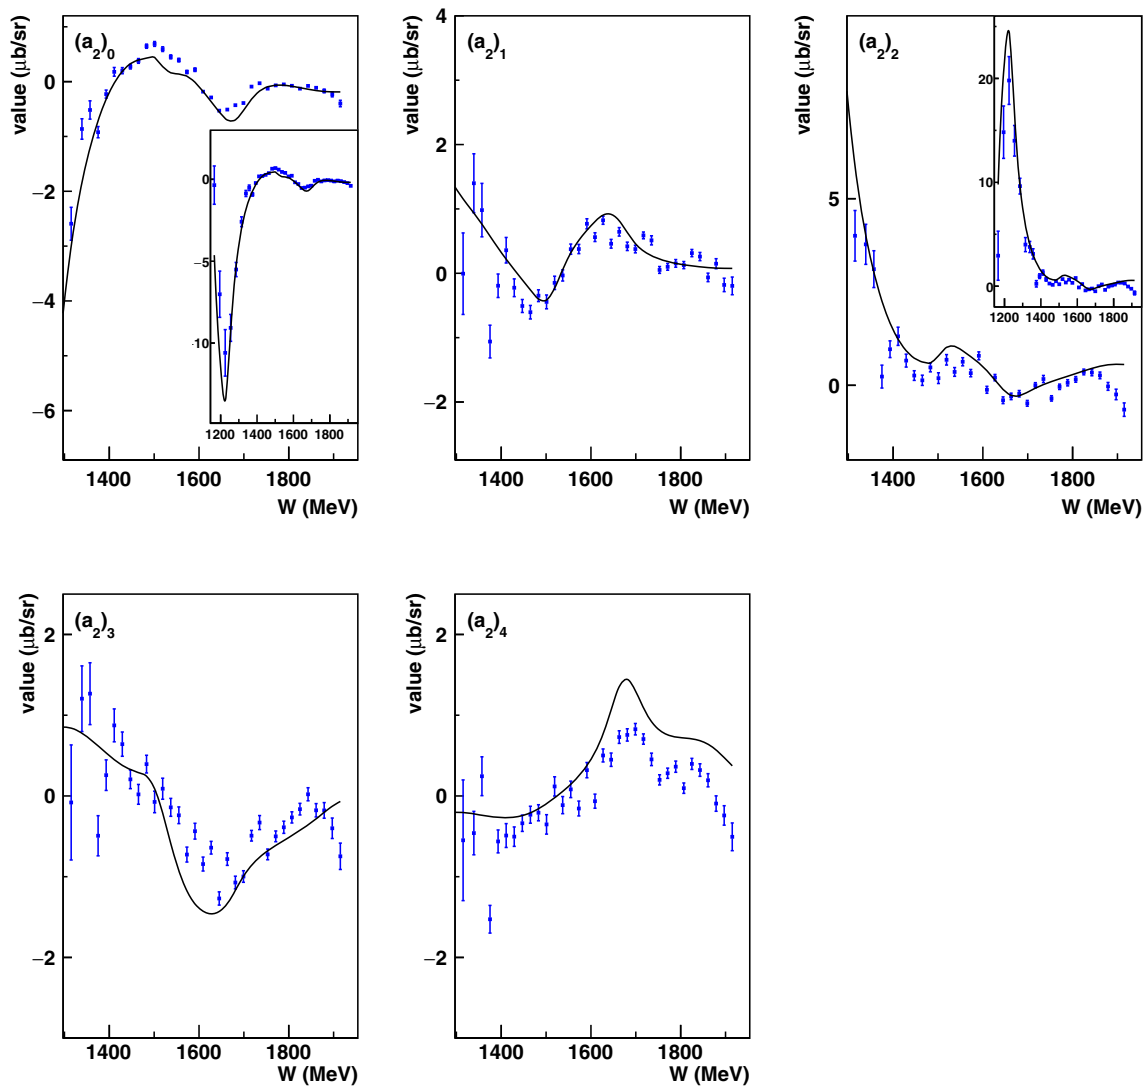 value (μb/sr)
(a2)0
0
−2
−4
−6
0
−5
−10
1200 1400 1600 1800
1400 1600 1800
W (MeV)
value (μb/sr)
(a2)1
4
2
0
−2
1400 1600 1800
W (MeV)
value (μb/sr)
(a2)2
5
0
20
10
0
1200 1400 1600 1800
1400 1600 1800
W (MeV)
value (μb/sr)
(a2)3
2
0
−2
1400 1600 1800
W (MeV)
value (μb/sr)
(a2)4
2
0
−2
1400 1600 1800
W (MeV)